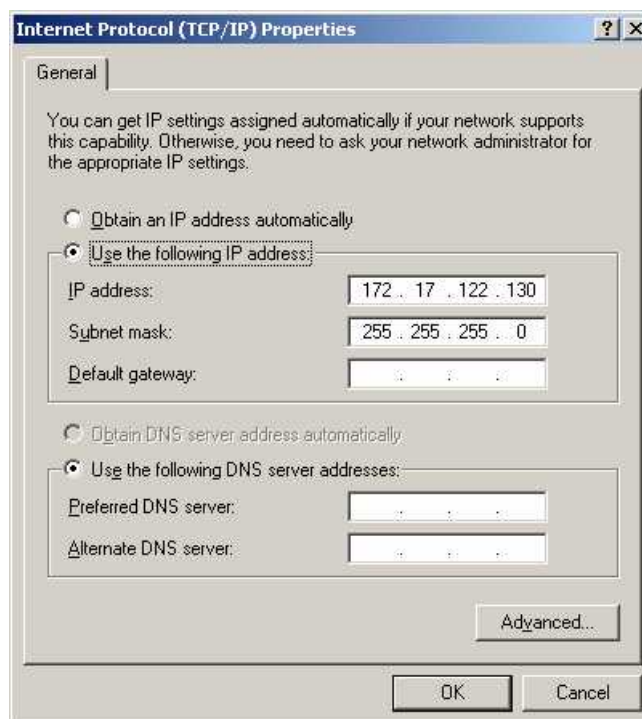 Internet Protocol (TCP/IP) Properties
General
You can get IP settings assigned automatically if your network supports
this capability. Otherwise, you need to ask your network administrator for
the appropriate IP settings.
Obtain an IP address automatically
Use the following IP address:
IP address: 172 . 17 . 122 . 130
Subnet mask: 255 . 255 . 255 . 0
Default gateway: . . .
Obtain DNS server address automatically
Use the following DNS server addresses:
Preferred DNS server: . . .
Alternate DNS server: . . .
Advanced...
OK Cancel